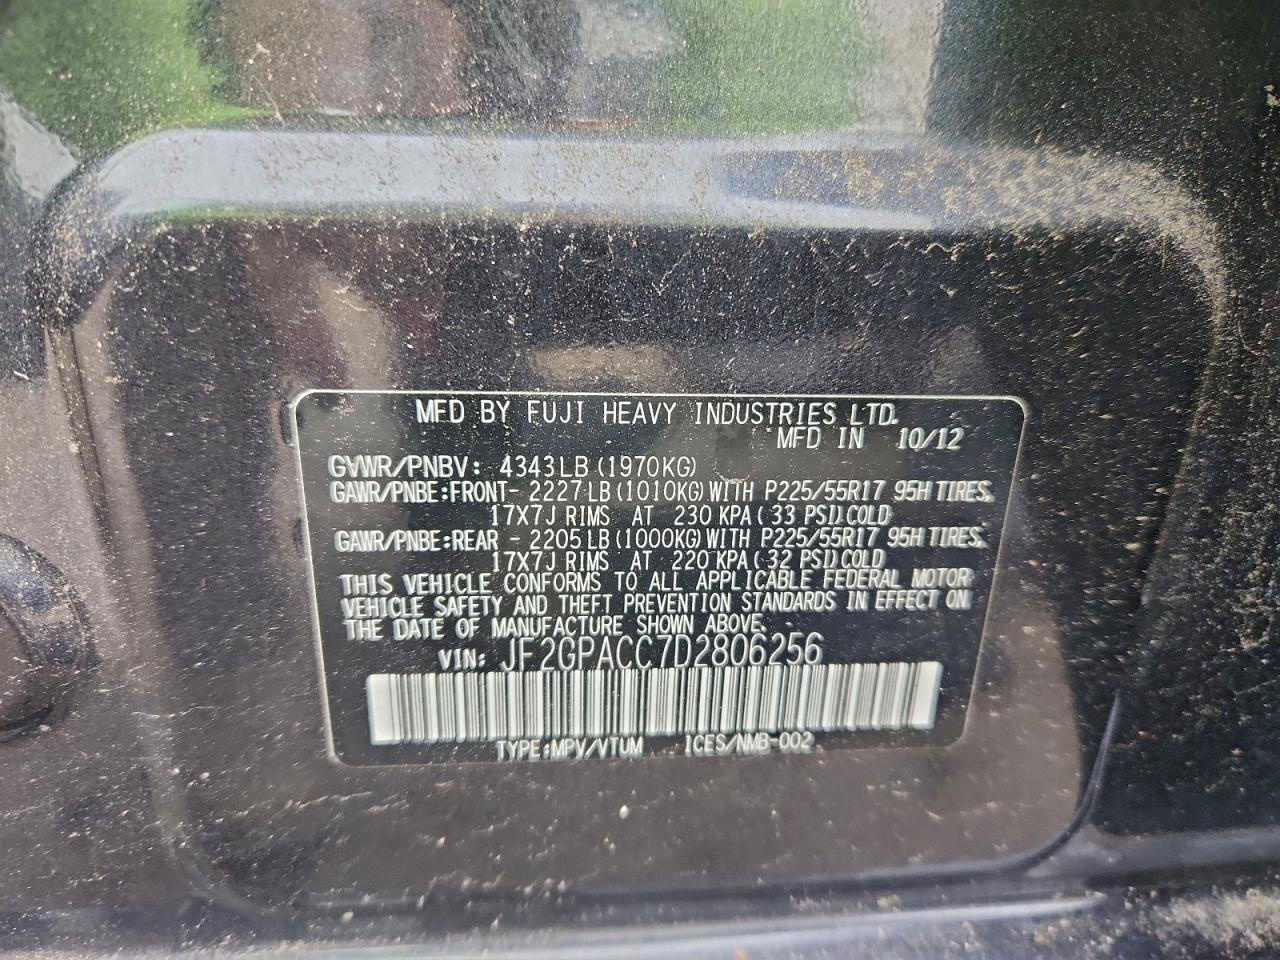 MFD BY FUJI HEAVY INDUSTRIES LTD.
MFD IN 10/12
GVWR/PNBV: 4343LB (1970KG)
GAWR/PNBE:FRONT- 2227LB (1010KG) WITH P225/55R17 95H TIRES.
17X7J RIMS AT 230 KPA (33 PSI) COLD
GAWR/PNBE:REAR - 2205LB (1000KG) WITH P225/55R17 95H TIRES.
17X7J RIMS AT 220 KPA (32 PSI) COLD
THIS VEHICLE CONFORMS TO ALL APPLICABLE FEDERAL MOTOR
VEHICLE SAFETY AND THEFT PREVENTION STANDARDS IN EFFECT ON
THE DATE OF MANUFACTURE SHOWN ABOVE.
VIN: JF2GPACC7D2806256
TYPE:MPV/VTUM ICES/NMB-002